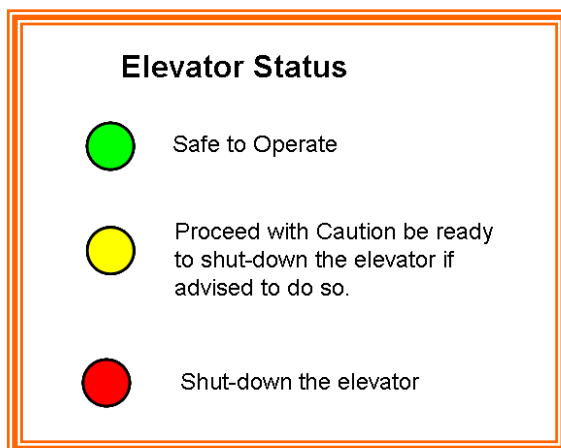 Elevator Status
Safe to Operate
Proceed with Caution be ready
to shut-down the elevator if
advised to do so.
Shut-down the elevator